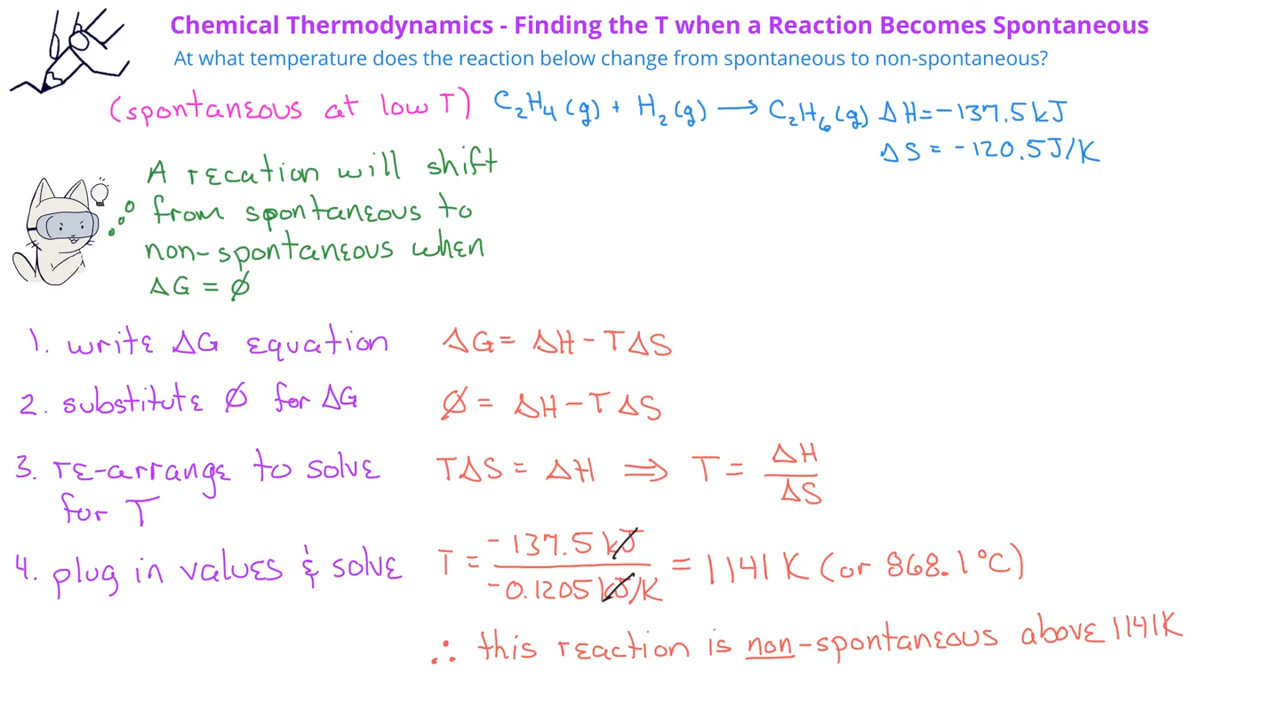 Chemical Thermodynamics - Finding the T when a Reaction Becomes Spontaneous
At what temperature does the reaction below change from spontaneous to non-spontaneous?
(spontaneous at low T) C₂H₄(g) + H₂(g) → C₂H₆(g) ΔH = -137.5 kJ
ΔS = -120.5 J/K
A recation will shift
from spontaneous to
non-spontaneous when
ΔG = ∅
1. write ΔG equation ΔG = ΔH - TΔS
2. substitute ∅ for ΔG ∅ = ΔH - TΔS
3. re-arrange to solve TΔS = ΔH ⟹ T = ΔH/ΔS
for T
4. plug in values & solve T = -137.5 kJ / -0.1205 kJ/K = 1141 K (or 868.1°C)
∴ this reaction is non-spontaneous above 1141K